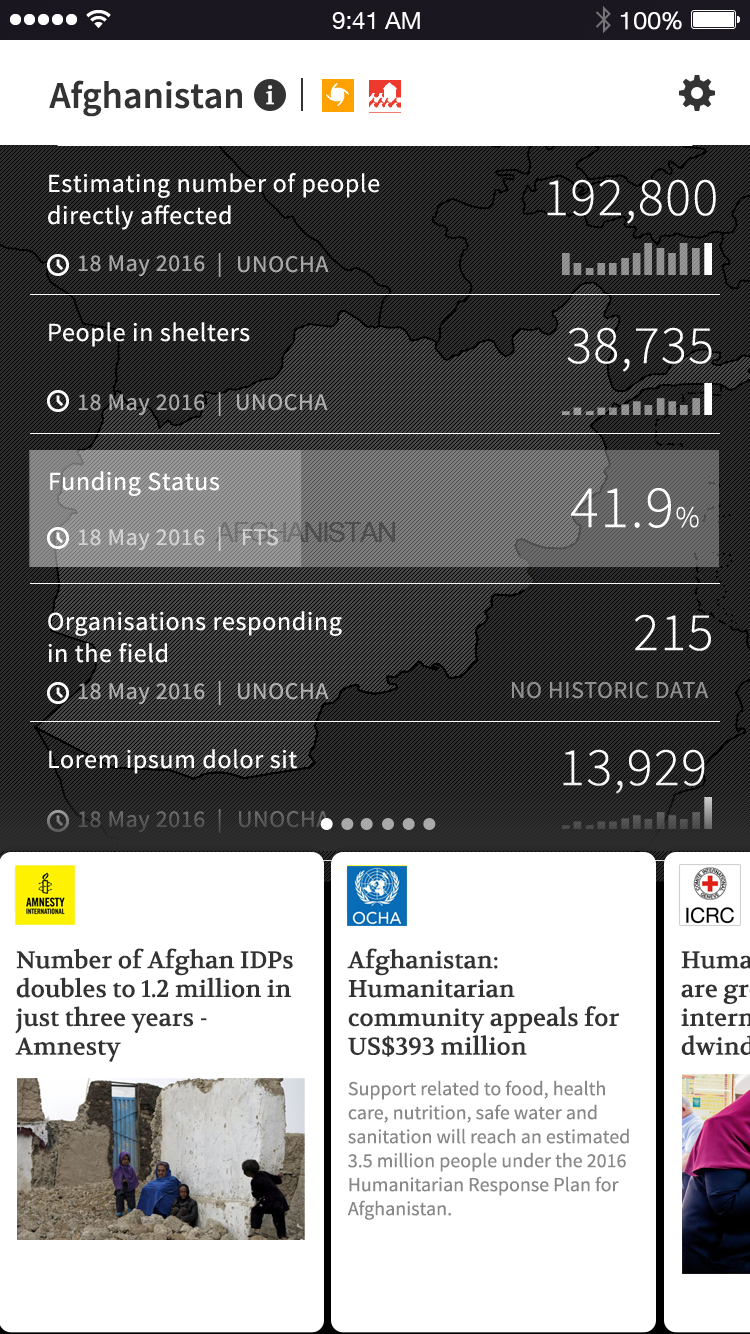 9:41 AM
100%
Afghanistan
Estimating number of people
directly affected
192,800
18 May 2016 | UNOCHA
People in shelters
38,735
18 May 2016 | UNOCHA
Funding Status
41.9%
AFGHANISTAN
18 May 2016 | FTS
Organisations responding
in the field
215
18 May 2016 | UNOCHA
NO HISTORIC DATA
Lorem ipsum dolor sit
13,929
18 May 2016 | UNOCHA
AMNESTY
INTERNATIONAL
Number of Afghan IDPs
doubles to 1.2 million in
just three years -
Amnesty
OCHA
Afghanistan:
Humanitarian
community appeals for
US$393 million
Support related to food, health
care, nutrition, safe water and
sanitation will reach an estimated
3.5 million people under the 2016
Humanitarian Response Plan for
Afghanistan.
COMITE INTERNATIONAL
GENEVE
ICRC
Huma
are gr
intern
dwind